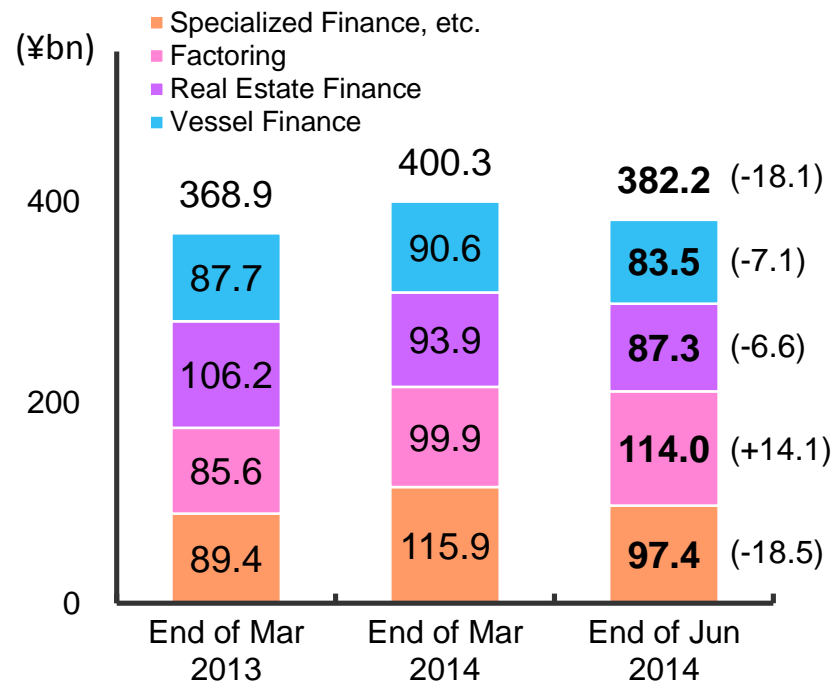 (¥bn)
Specialized Finance, etc.
Factoring
Real Estate Finance
Vessel Finance
400
200
0
368.9
87.7
106.2
85.6
89.4
400.3
90.6
93.9
99.9
115.9
382.2 (-18.1)
83.5 (-7.1)
87.3 (-6.6)
114.0 (+14.1)
97.4 (-18.5)
End of Mar
2013
End of Mar
2014
End of Jun
2014